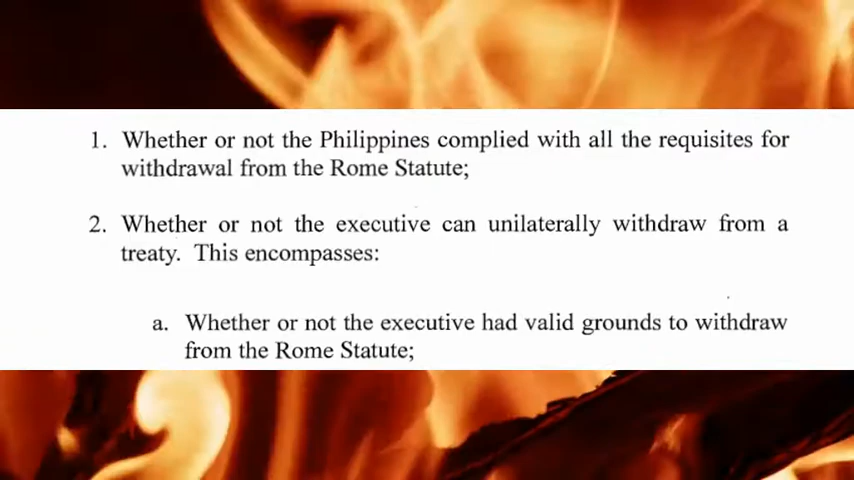 1. Whether or not the Philippines complied with all the requisites for
withdrawal from the Rome Statute;
2. Whether or not the executive can unilaterally withdraw from a
treaty. This encompasses:
a. Whether or not the executive had valid grounds to withdraw
from the Rome Statute;